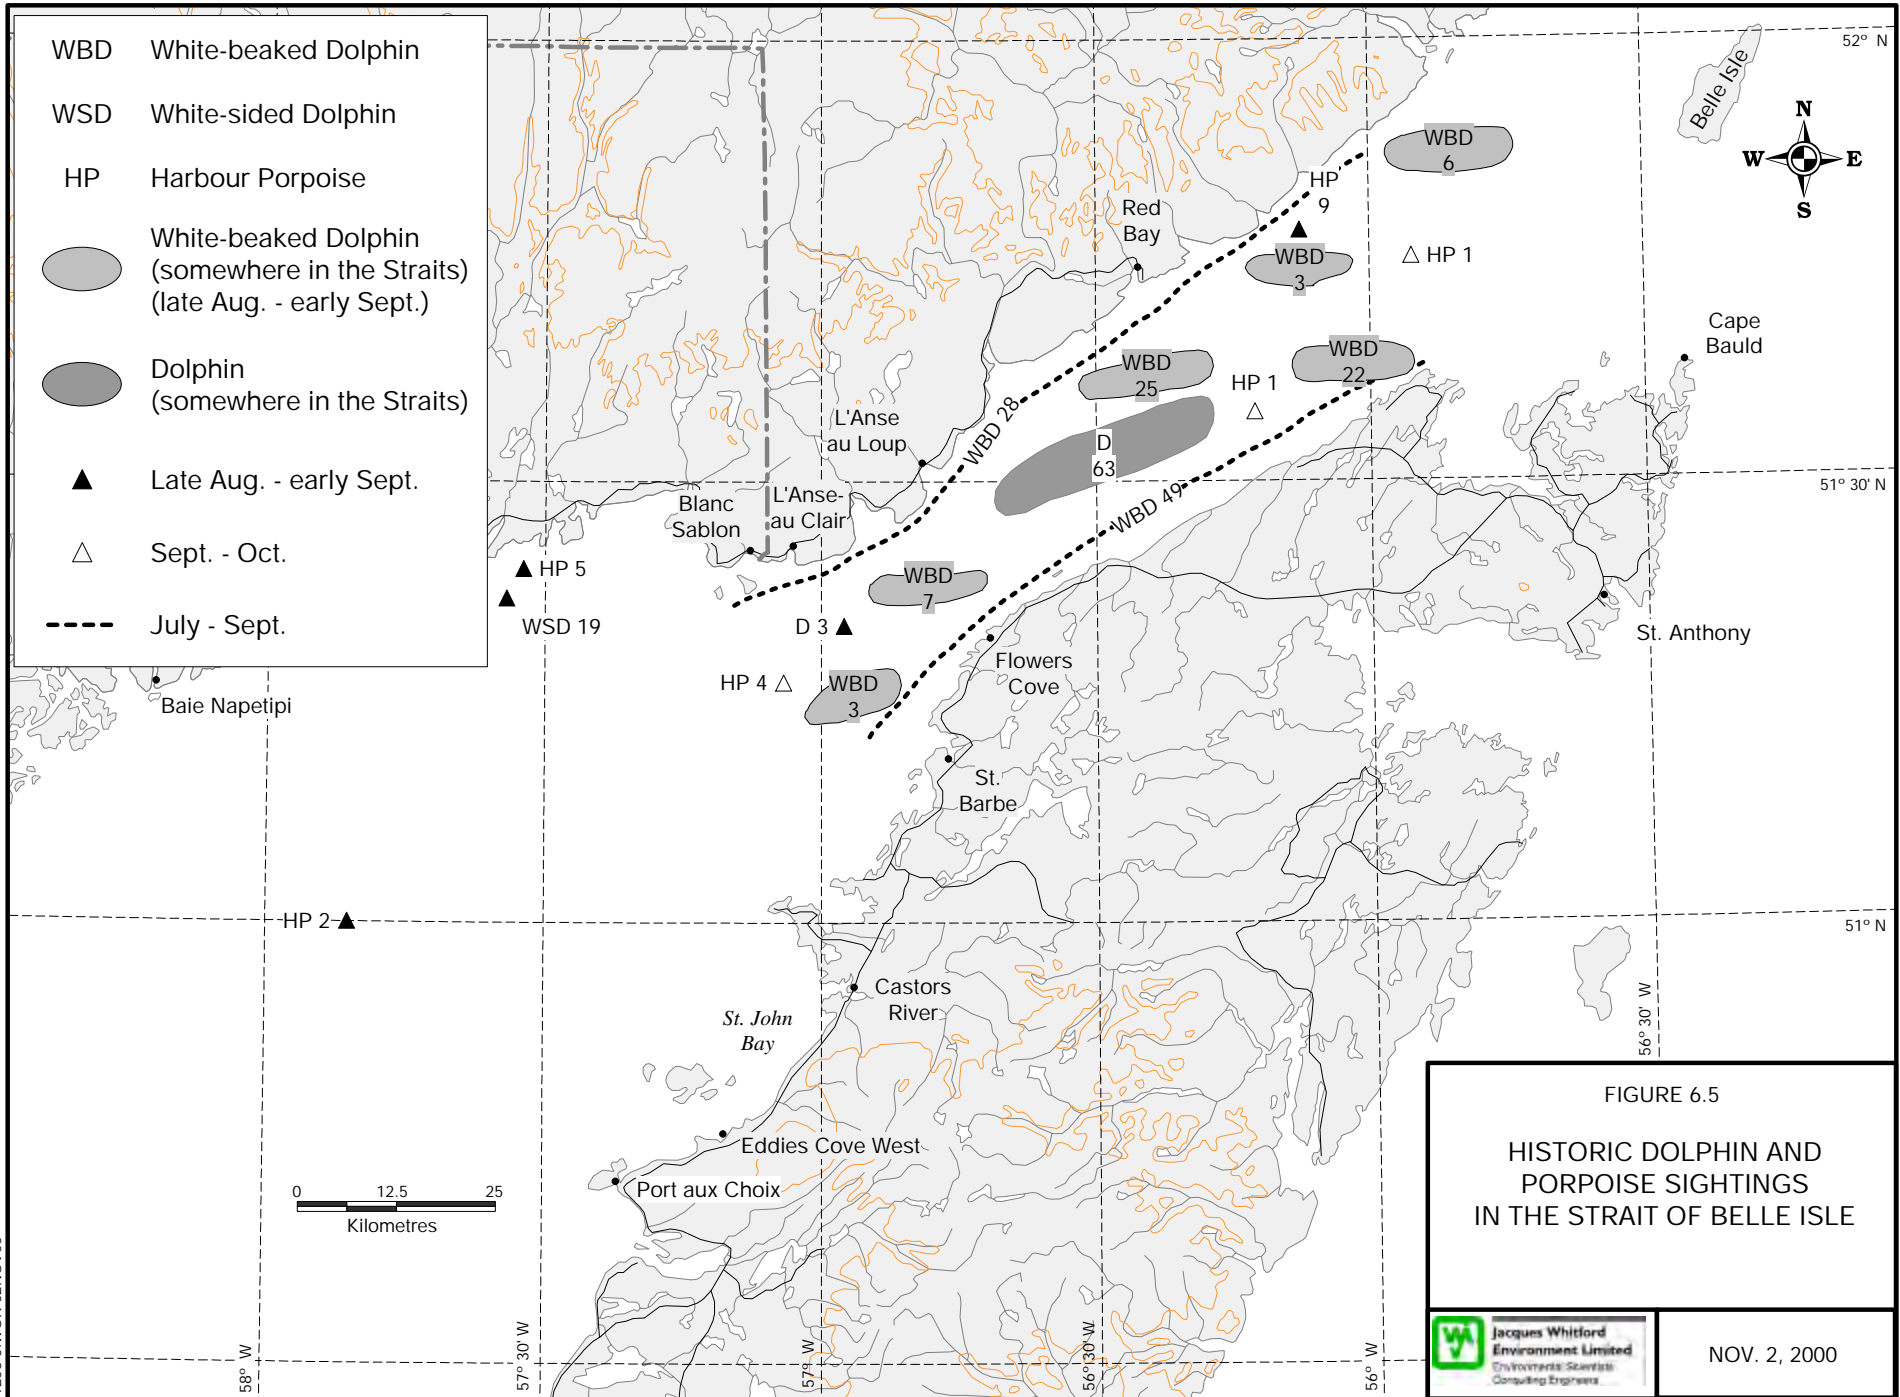 WBD White-beaked Dolphin
WSD White-sided Dolphin
HP Harbour Porpoise
White-beaked Dolphin
(somewhere in the Straits)
(late Aug. - early Sept.)
Dolphin
(somewhere in the Straits)
Late Aug. - early Sept.
Sept. - Oct.
July - Sept.
52° N
Belle Isle
N
W E
S
WBD
6
HP
9
Red
Bay
WBD
3
HP 1
Cape
Bauld
WBD
25
WBD
22
HP 1
WBD 28
L'Anse
au Loup
D
63
51° 30' N
WBD 49
Blanc
Sablon
L'Anse-
au Clair
HP 5
WSD 19
WBD
7
D 3
St. Anthony
Flowers
Cove
HP 4
WBD
3
Baie Napetipi
St.
Barbe
HP 2
51° N
Castors
River
St. John
Bay
56° 30' W
Eddies Cove West
Port aux Choix
0 12.5 25
Kilometres
58° W
57° 30' W
57° W
56° 30' W
56° W
FIGURE 6.5
HISTORIC DOLPHIN AND
PORPOISE SIGHTINGS
IN THE STRAIT OF BELLE ISLE
Jacques Whitford
Environment Limited
Environmental Scientists
Consulting Engineers
NOV. 2, 2000